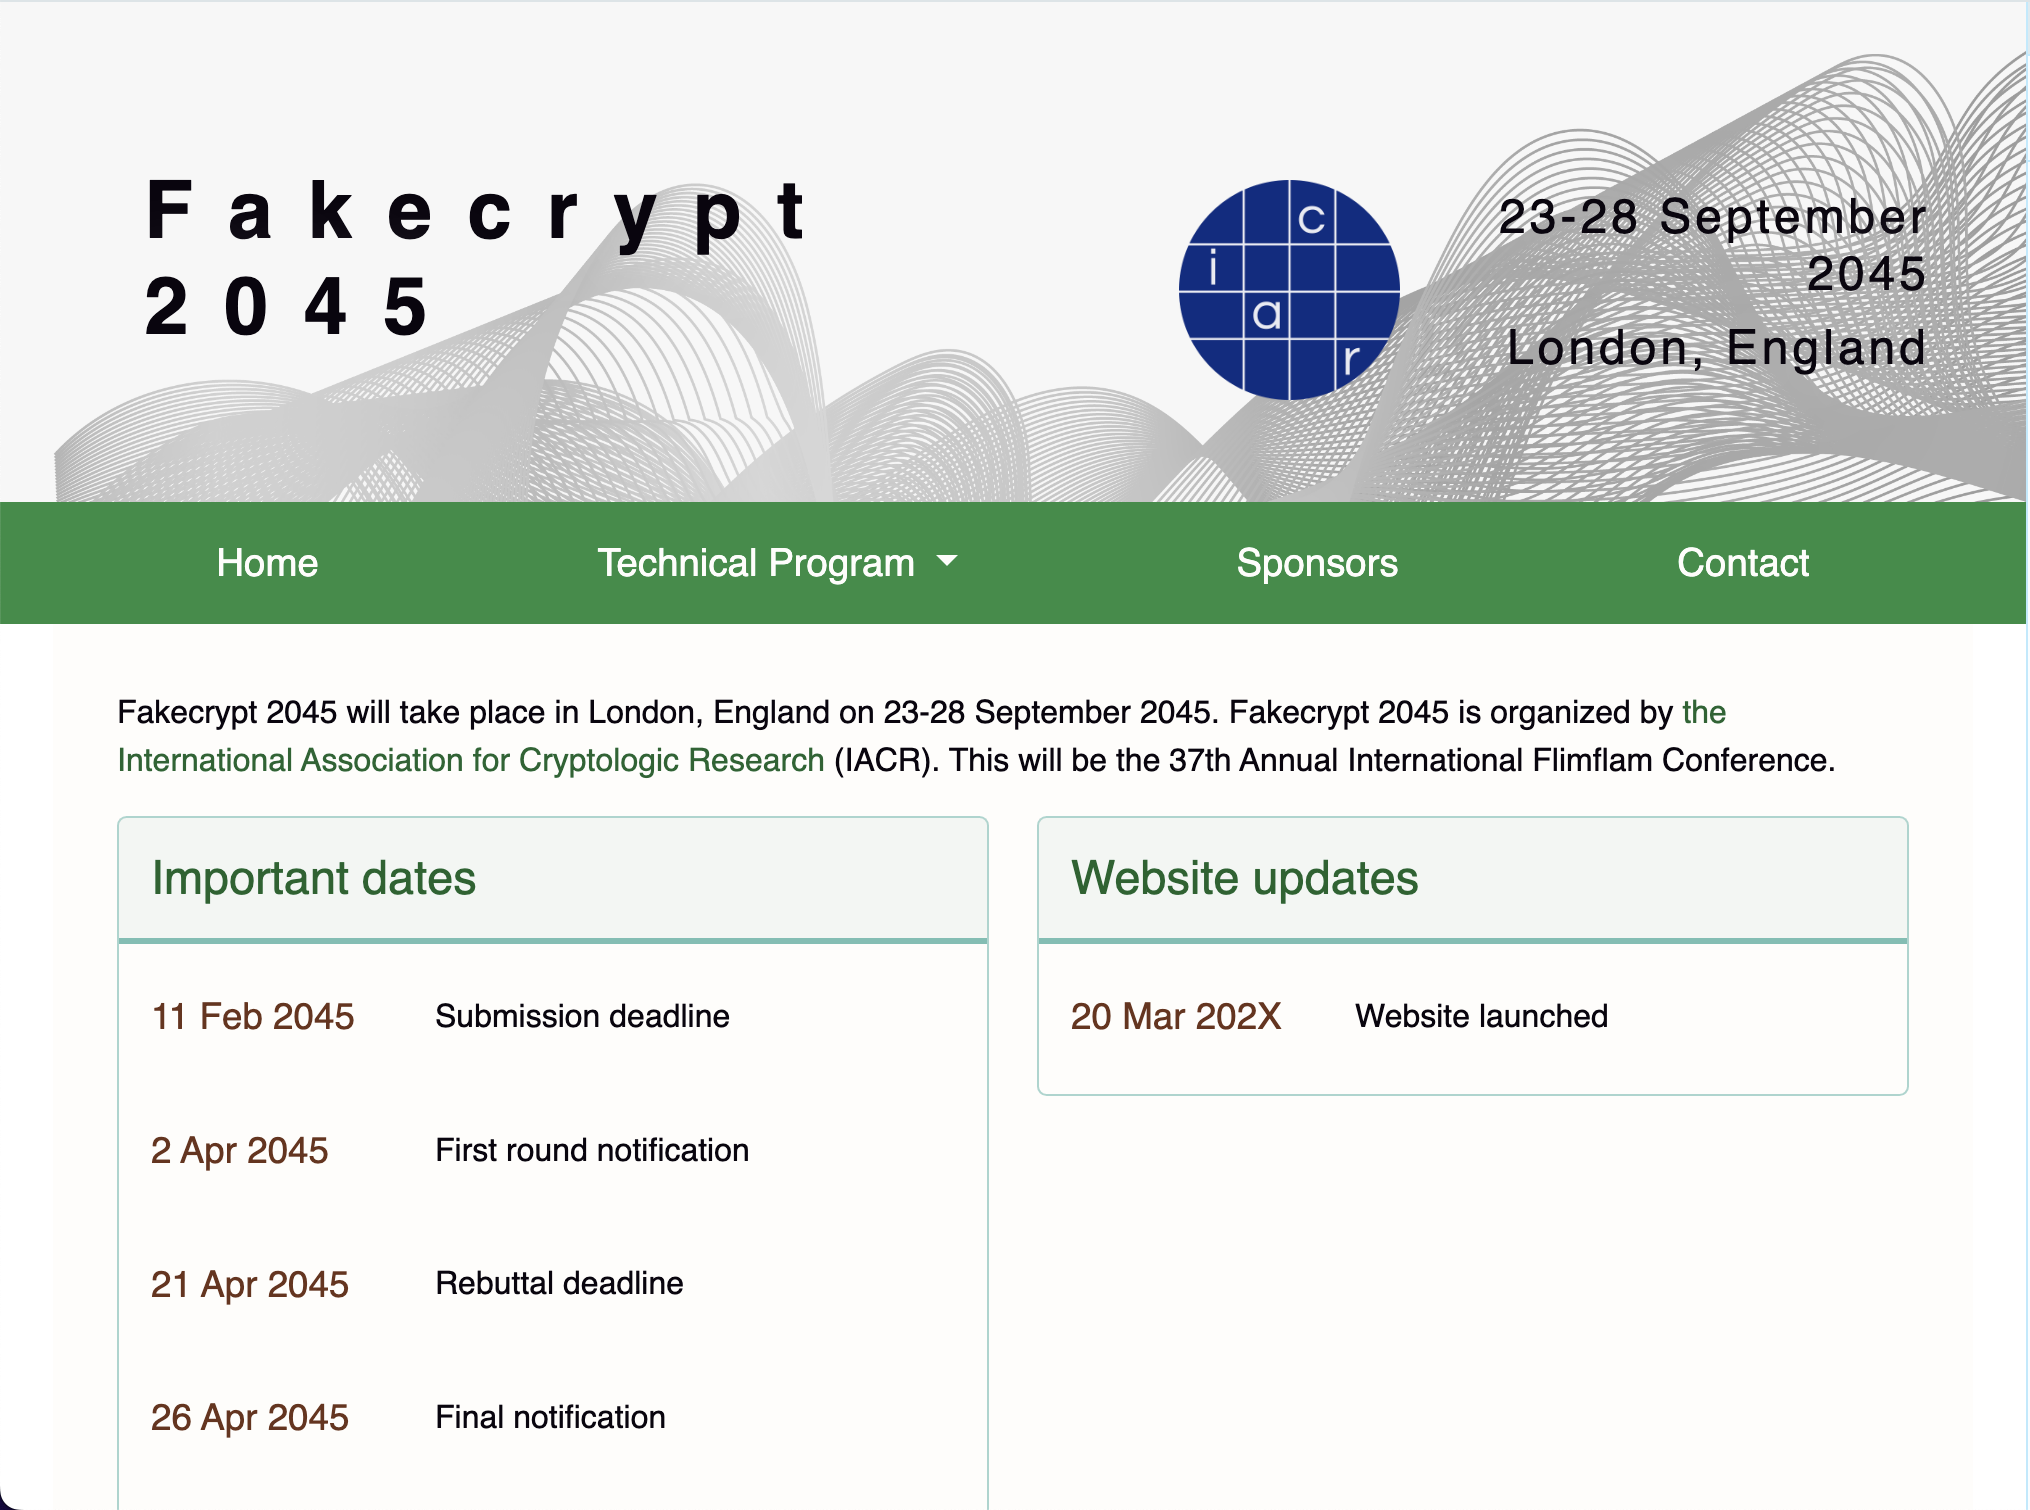 Fakecrypt
2045
c
i
a
r
23-28 September
2045
London, England
Home
Technical Program
Sponsors
Contact
Fakecrypt 2045 will take place in London, England on 23-28 September 2045. Fakecrypt 2045 is organized by the
International Association for Cryptologic Research (IACR). This will be the 37th Annual International Flimflam Conference.
Important dates
11 Feb 2045 Submission deadline
2 Apr 2045 First round notification
21 Apr 2045 Rebuttal deadline
26 Apr 2045 Final notification
Website updates
20 Mar 202X Website launched